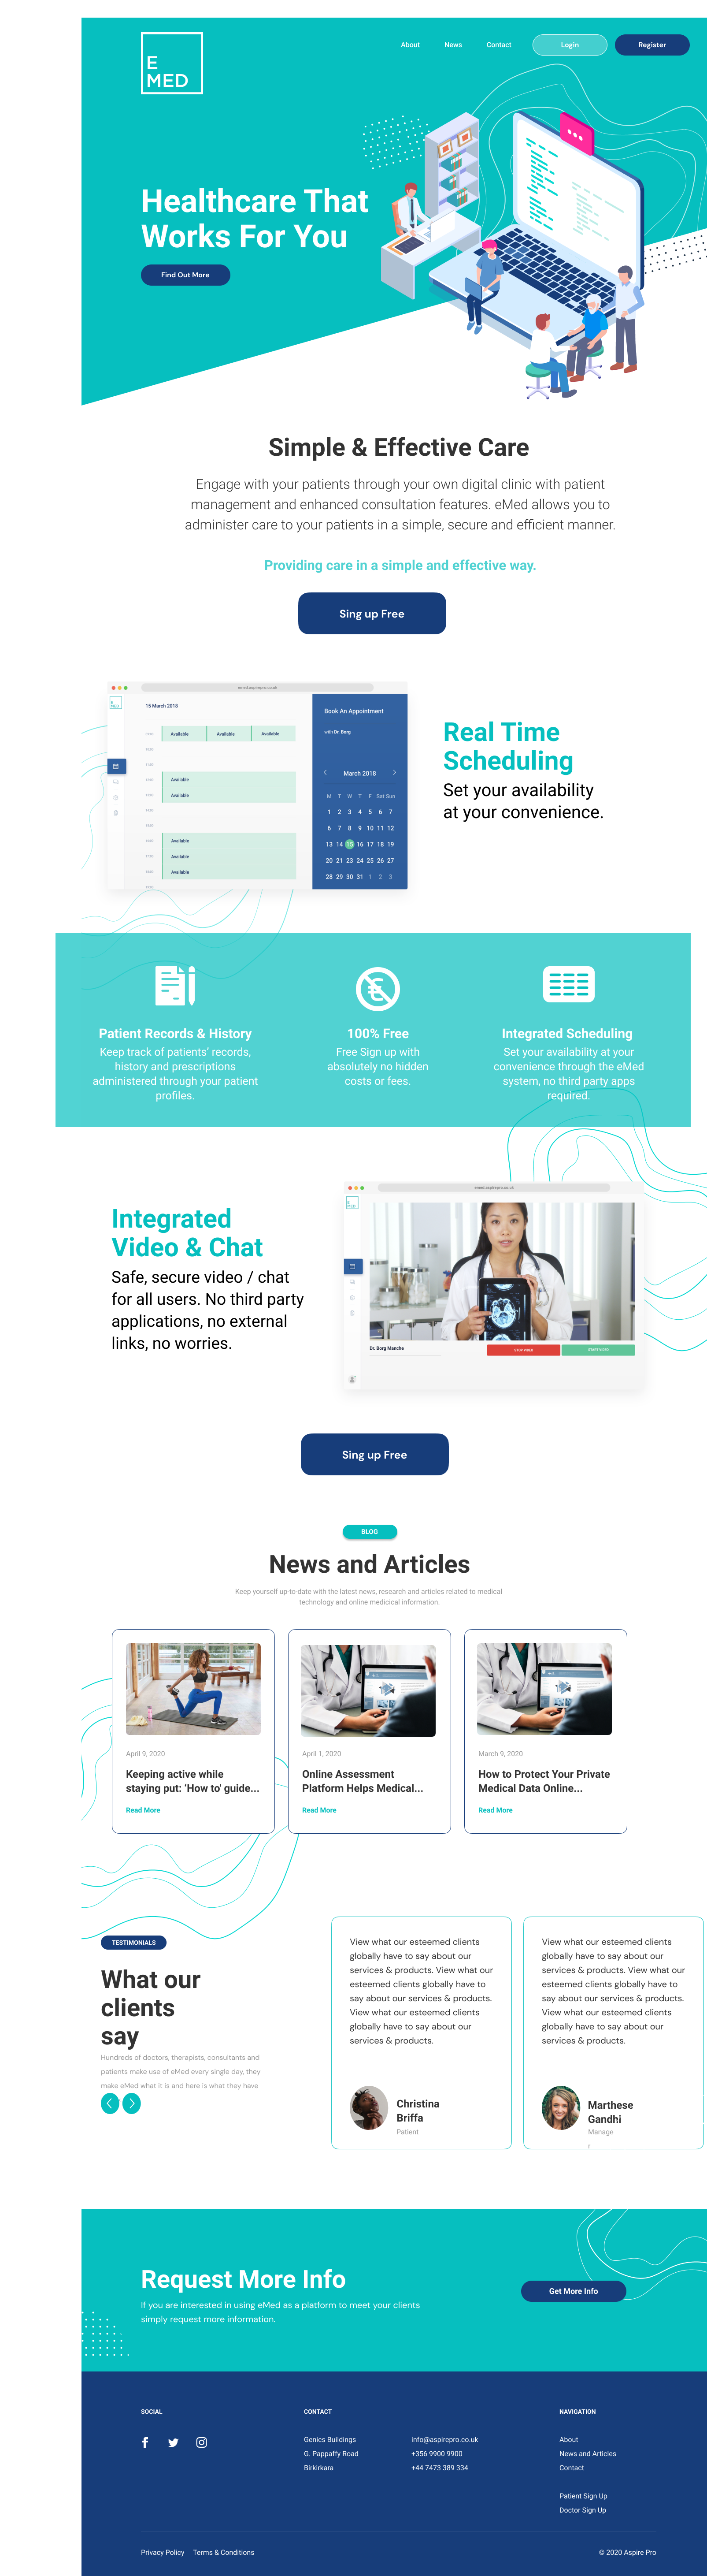 E
MED
About
News
Contact
Login
Register
Healthcare That
Works For You
Find Out More
Simple & Effective Care
Engage with your patients through your own digital clinic with patient
management and enhanced consultation features. eMed allows you to
administer care to your patients in a simple, secure and efficient manner.
Providing care in a simple and effective way.
Sing up Free
emed.aspirepro.co.uk
E
MED
15 March 2018
Available
Available
Available
Available
Available
Available
Available
Available
Book An Appointment
with Dr. Borg
March 2018
M T W T F Sat Sun
1 2 3 4 5 6 7
6 7 8 9 10 11 12
13 14 15 16 17 18 19
20 21 23 24 25 26 27
28 29 30 31 1 2 3
Real Time
Scheduling
Set your availability
at your convenience.
Patient Records & History
Keep track of patients’ records,
history and prescriptions
administered through your patient
profiles.
100% Free
Free Sign up with
absolutely no hidden
costs or fees.
Integrated Scheduling
Set your availability at your
convenience through the eMed
system, no third party apps
required.
Integrated
Video & Chat
Safe, secure video / chat
for all users. No third party
applications, no external
links, no worries.
emed.aspirepro.co.uk
E
MED
Dr. Borg Manche
STOP VIDEO
START VIDEO
Sing up Free
BLOG
News and Articles
Keep yourself up-to-date with the latest news, research and articles related to medical
technology and online medicical information.
April 9, 2020
Keeping active while
staying put: ‘How to’ guide...
Read More
April 1, 2020
Online Assessment
Platform Helps Medical...
Read More
March 9, 2020
How to Protect Your Private
Medical Data Online...
Read More
TESTIMONIALS
What our
clients
say
Hundreds of doctors, therapists, consultants and
patients make use of eMed every single day, they
make eMed what it is and here is what they have
View what our esteemed clients
globally have to say about our
services & products. View what our
esteemed clients globally have to
say about our services & products.
View what our esteemed clients
globally have to say about our
services & products.
Christina
Briffa
Patient
View what our esteemed clients
globally have to say about our
services & products. View what our
esteemed clients globally have to
say about our services & products.
View what our esteemed clients
globally have to say about our
services & products.
Marthese
Gandhi
Manage
r
Request More Info
If you are interested in using eMed as a platform to meet your clients
simply request more information.
Get More Info
SOCIAL
CONTACT
Genics Buildings
G. Pappaffy Road
Birkirkara
info@aspirepro.co.uk
+356 9900 9900
+44 7473 389 334
NAVIGATION
About
News and Articles
Contact
Patient Sign Up
Doctor Sign Up
Privacy Policy
Terms & Conditions
© 2020 Aspire Pro